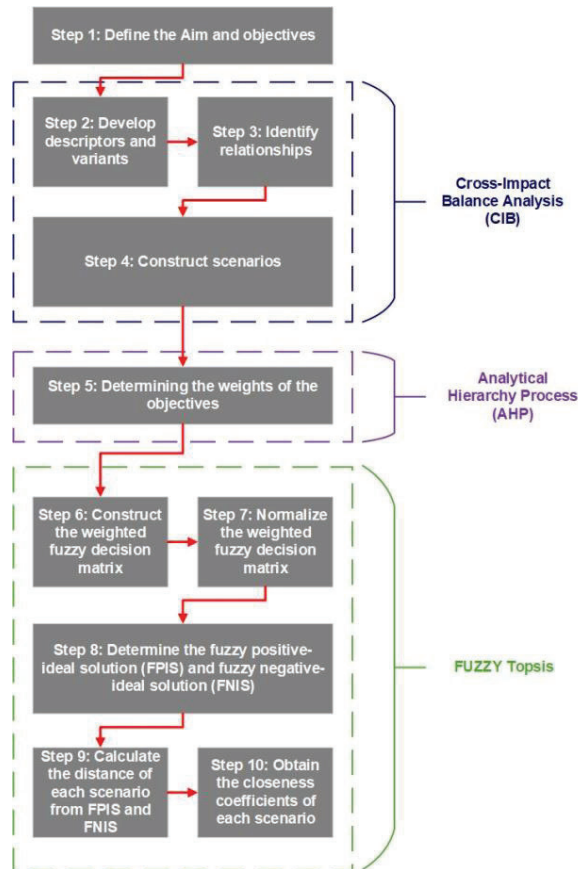 Step 1: Define the Aim and objectives
Step 2: Develop
descriptors and
variants
Step 3: Identify
relationships
Cross-Impact
Balance Analysis
(CIB)
Step 4: Construct scenarios
Step 5: Determining the weights of the
objectives
Analytical
Hierarchy Process
(AHP)
Step 6: Construct
the weighted
fuzzy decision
matrix
Step 7: Normalize
the weighted
fuzzy decision
matrix
Step 8: Determine the fuzzy positive-
ideal solution (FPIS) and fuzzy negative-
ideal solution (FNIS)
FUZZY Topsis
Step 9: Calculate
the distance of
each scenario
from FPIS and
FNIS
Step 10: Obtain
the closeness
coefficients of
each scenario